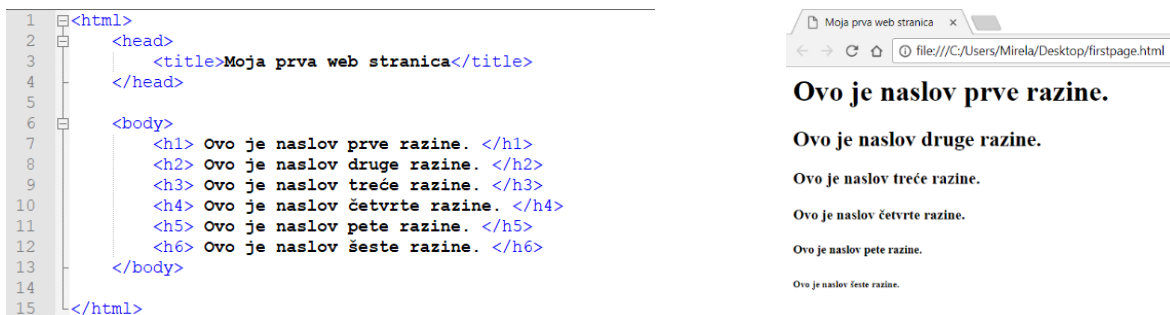 1 <html>
2 <head>
3 <title>Moja prva web stranica</title>
4 </head>
5
6 <body>
7 <h1> Ovo je naslov prve razine. </h1>
8 <h2> Ovo je naslov druge razine. </h2>
9 <h3> Ovo je naslov treće razine. </h3>
10 <h4> Ovo je naslov četvrte razine. </h4>
11 <h5> Ovo je naslov pete razine. </h5>
12 <h6> Ovo je naslov šeste razine. </h6>
13 </body>
14
15 </html>
Moja prva web stranica
file:///C:/Users/Mirela/Desktop/firstpage.html
Ovo je naslov prve razine.
Ovo je naslov druge razine.
Ovo je naslov treće razine.
Ovo je naslov četvrte razine.
Ovo je naslov pete razine.
Ovo je naslov šeste razine.